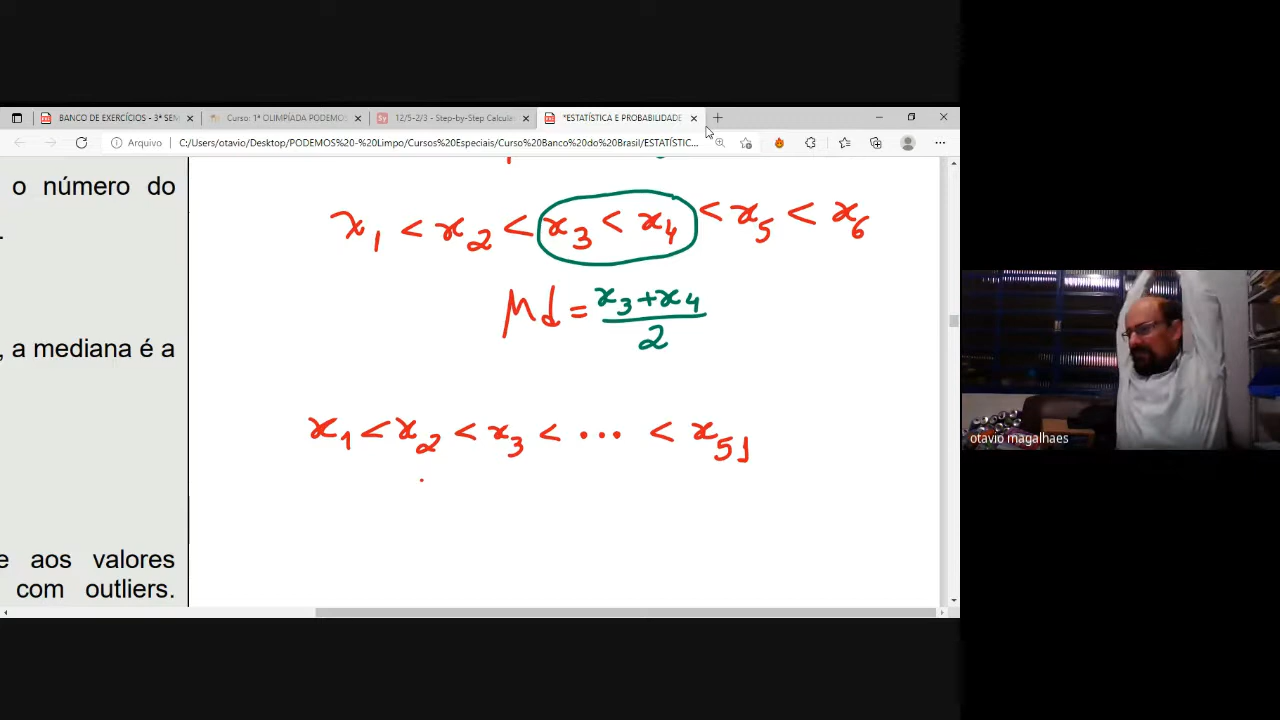 BANCO DE EXERCÍCIOS - 3ª SEM
Curso: 1ª OLIMPÍADA PODEMOS
Sy 12/5-2/3 - Step-by-Step Calcula
*ESTATÍSTICA E PROBABILIDADE
Arquivo C:/Users/otavio/Desktop/PODEMOS%20-%20Limpo/Cursos%20Especiais/Curso%20Banco%20do%20Brasil/ESTATÍSTIC...
o número do
x1 < x2 < x3 < x4 < x5 < x6
Md = x3+x4
2
, a mediana é a
x1 < x2 < x3 < ... < x51
otavio magalhaes
e aos valores
com outliers.